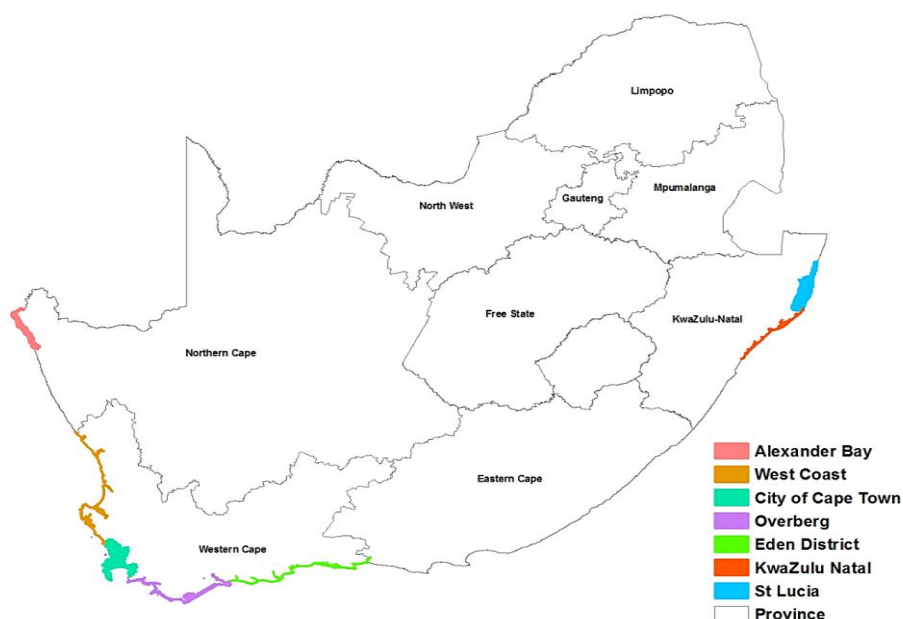 Limpopo
Mpumalanga
Gauteng
North West
Free State
KwaZulu-Natal
Northern Cape
Eastern Cape
Western Cape
Alexander Bay
West Coast
City of Cape Town
Overberg
Eden District
KwaZulu Natal
St Lucia
Province